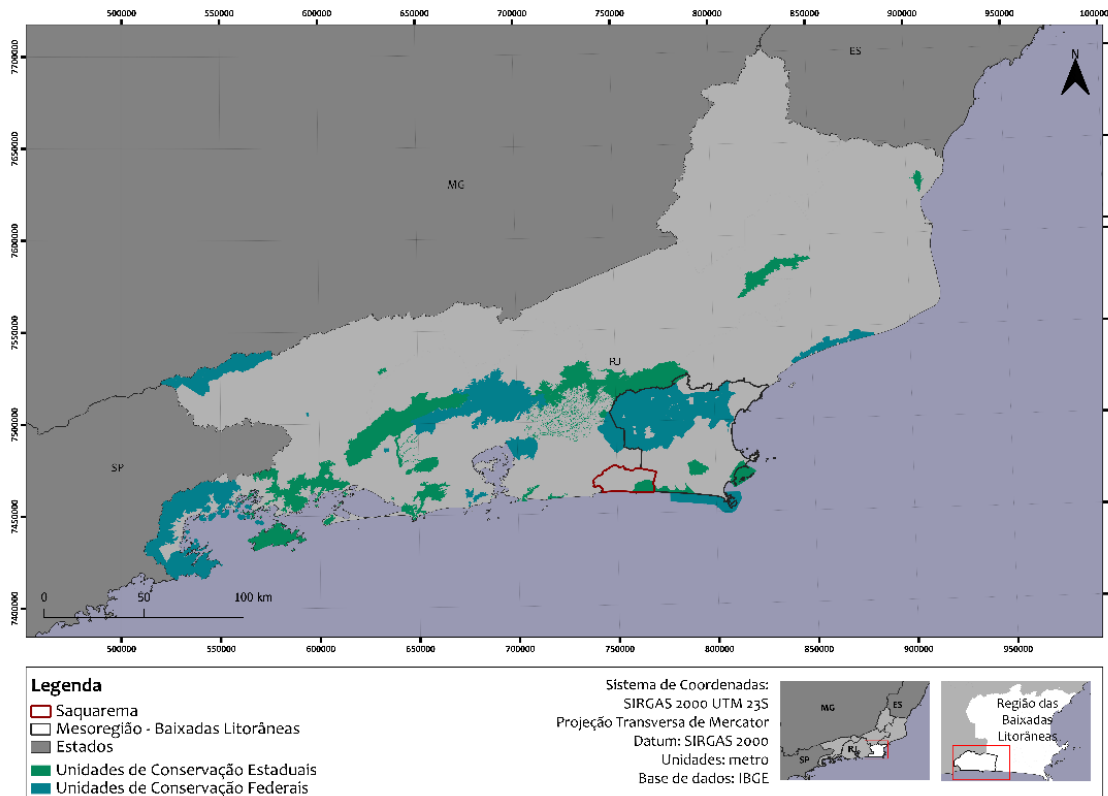 500000 550000 600000 650000 700000 750000 800000 850000 900000 950000 100000
7700000
ES
N
7650000
MG
7600000
7550000
RJ
7500000
SP
7450000
7400000
0 50 100 km
500000 550000 600000 650000 700000 750000 800000 850000 900000 950000
Legenda
Saquarema
Mesoregião - Baixadas Litorâneas
Estados
Unidades de Conservação Estaduais
Unidades de Conservação Federais
Sistema de Coordenadas:
SIRGAS 2000 UTM 23S
Projeção Transversa de Mercator
Datum: SIRGAS 2000
Unidades: metro
Base de dados: IBGE
MG
ES
RJ
SP
Região das
Baixadas
Litorâneas